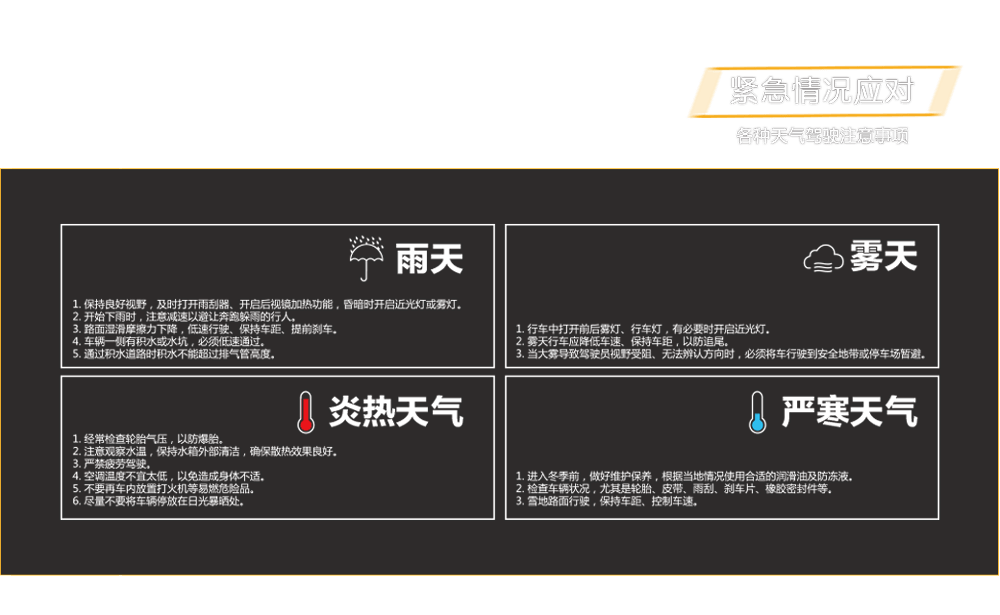 紧急情况应对
各种天气驾驶注意事项
雨天
1. 保持良好视野，及时打开雨刮器、开启后视镜加热功能，昏暗时开启近光灯或雾灯。
2. 开始下雨时，注意减速以避让奔跑躲雨的行人。
3. 路面湿滑摩擦力下降，低速行驶、保持车距、提前刹车。
4. 车辆一侧有积水或水坑，必须低速通过。
5. 通过积水道路时积水不能超过排气管高度。
雾天
1. 行车中打开前后雾灯、行车灯，有必要时开启近光灯。
2. 雾天行车应降低车速、保持车距，以防追尾。
3. 当大雾导致驾驶员视野受阻、无法辨认方向时，必须将车行驶到安全地带或停车场暂避。
炎热天气
1. 经常检查轮胎气压，以防爆胎。
2. 注意观察水温，保持水箱外部清洁，确保散热效果良好。
3. 严禁疲劳驾驶。
4. 空调温度不宜太低，以免造成身体不适。
5. 不要再车内放置打火机等易燃危险品。
6. 尽量不要将车辆停放在日光暴晒处。
严寒天气
1. 进入冬季前，做好维护保养，根据当地情况使用合适的润滑油及防冻液。
2. 检查车辆状况，尤其是轮胎、皮带、雨刮、刹车片、橡胶密封件等。
3. 雪地路面行驶，保持车距、控制车速。